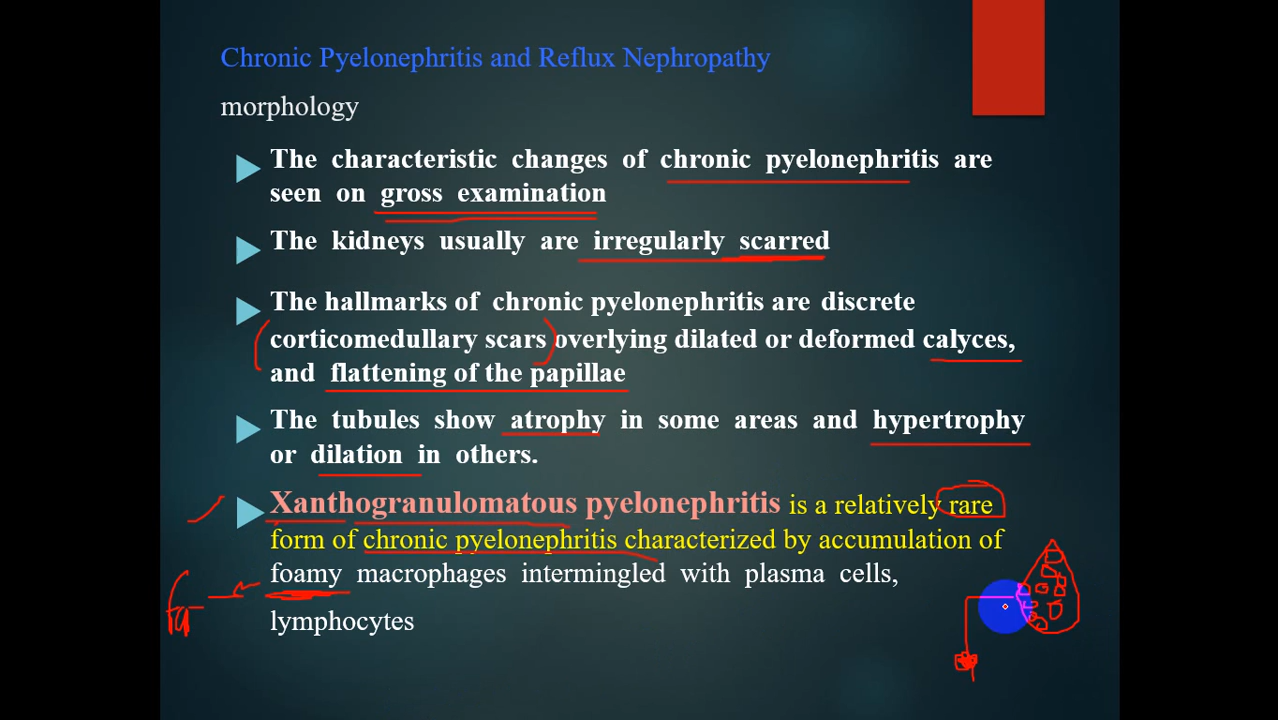 Chronic Pyelonephritis and Reflux Nephropathy
morphology
The characteristic changes of chronic pyelonephritis are
seen on gross examination
The kidneys usually are irregularly scarred
The hallmarks of chronic pyelonephritis are discrete
corticomedullary scars overlying dilated or deformed calyces,
and flattening of the papillae
The tubules show atrophy in some areas and hypertrophy
or dilation in others.
Xanthogranulomatous pyelonephritis is a relatively rare
form of chronic pyelonephritis characterized by accumulation of
foamy macrophages intermingled with plasma cells,
lymphocytes